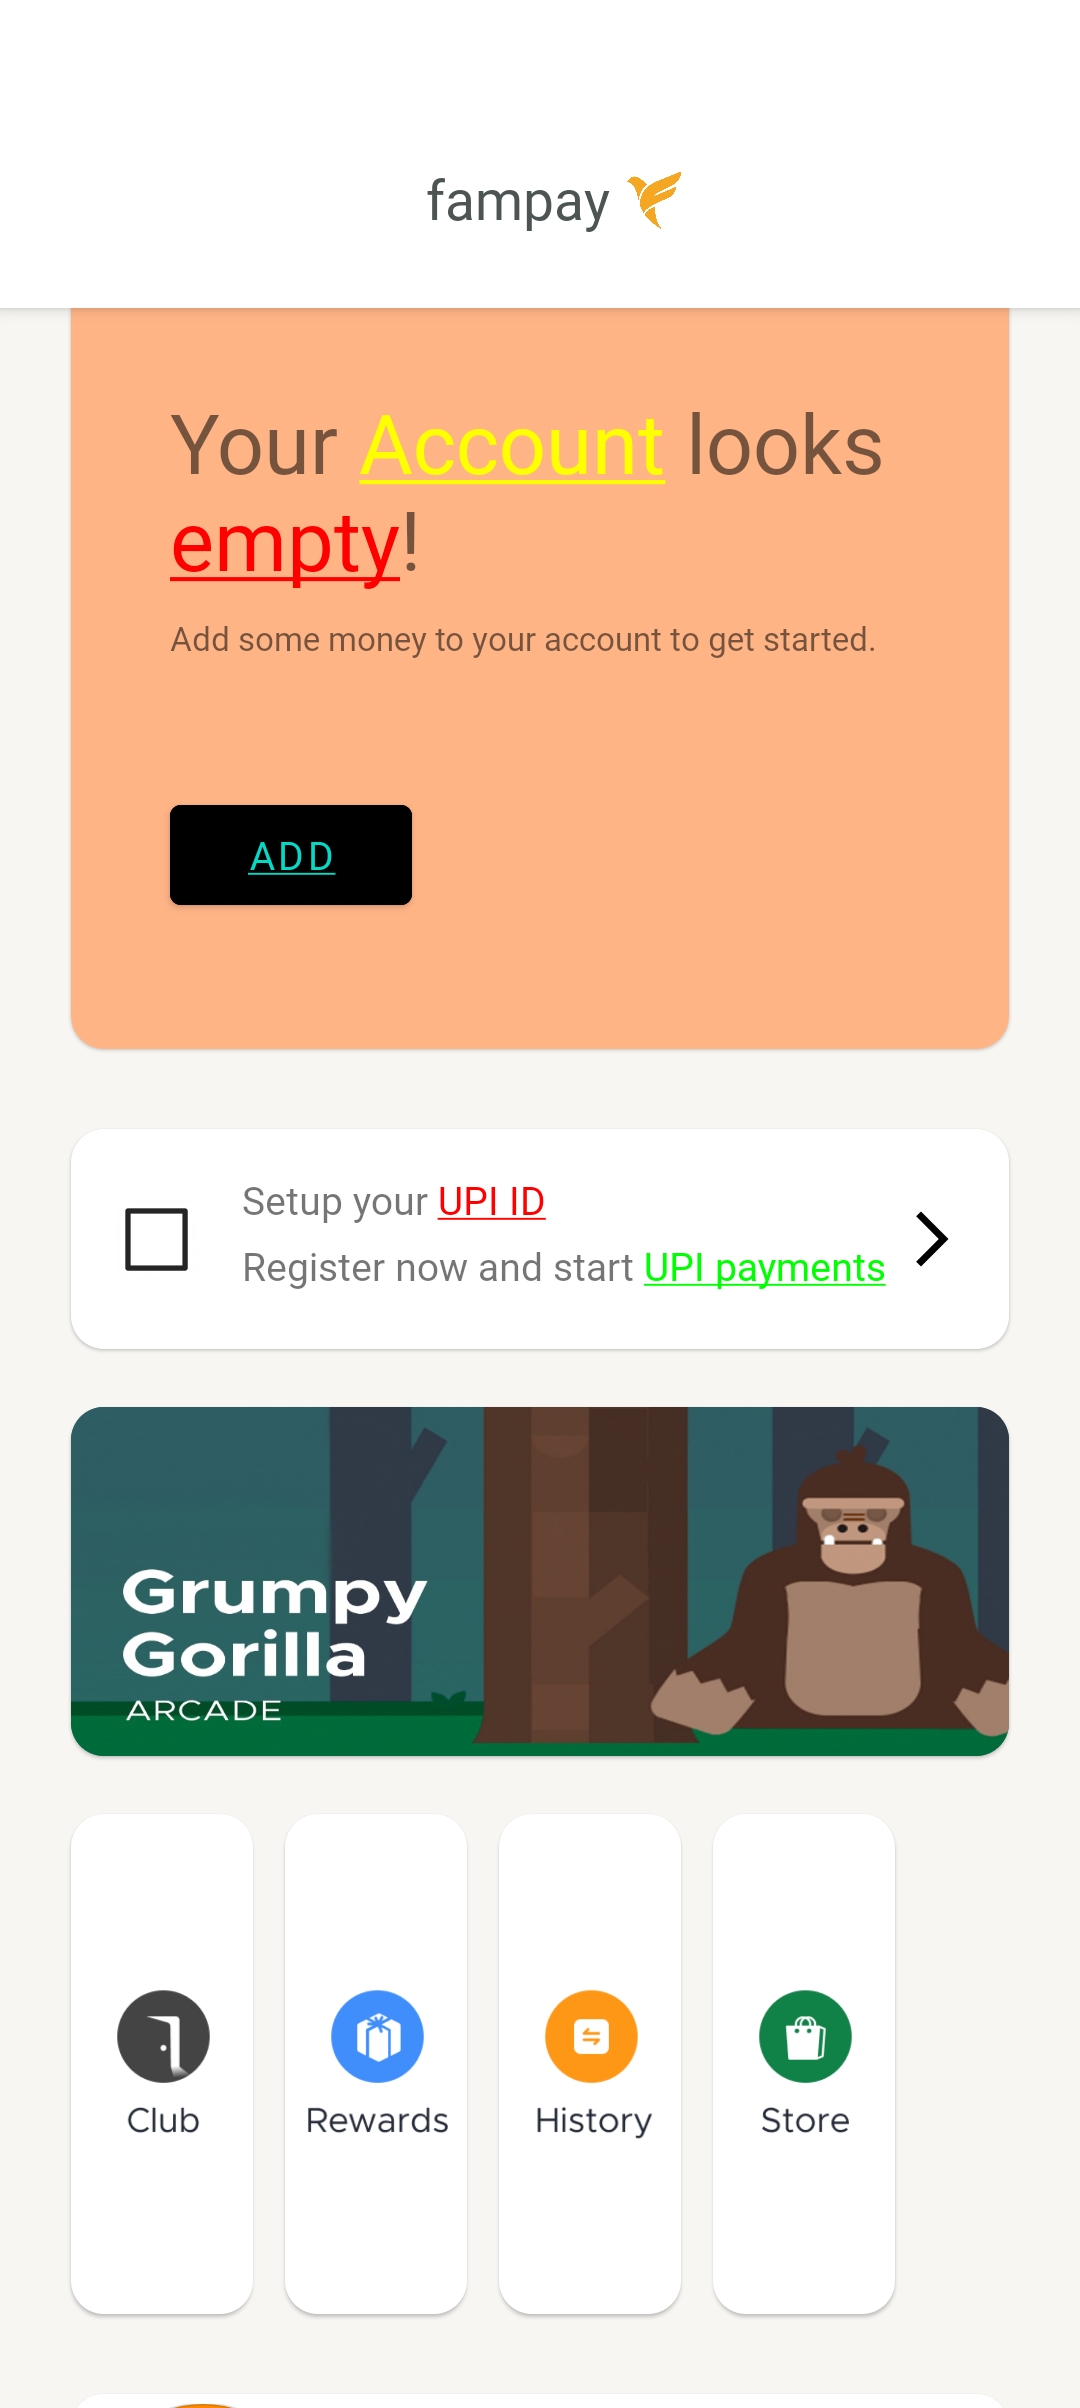 fampay
Your Account looks
empty!
Add some money to your account to get started.
ADD
Setup your UPI ID
Register now and start UPI payments
Grumpy
Gorilla
ARCADE
Club
Rewards
History
Store